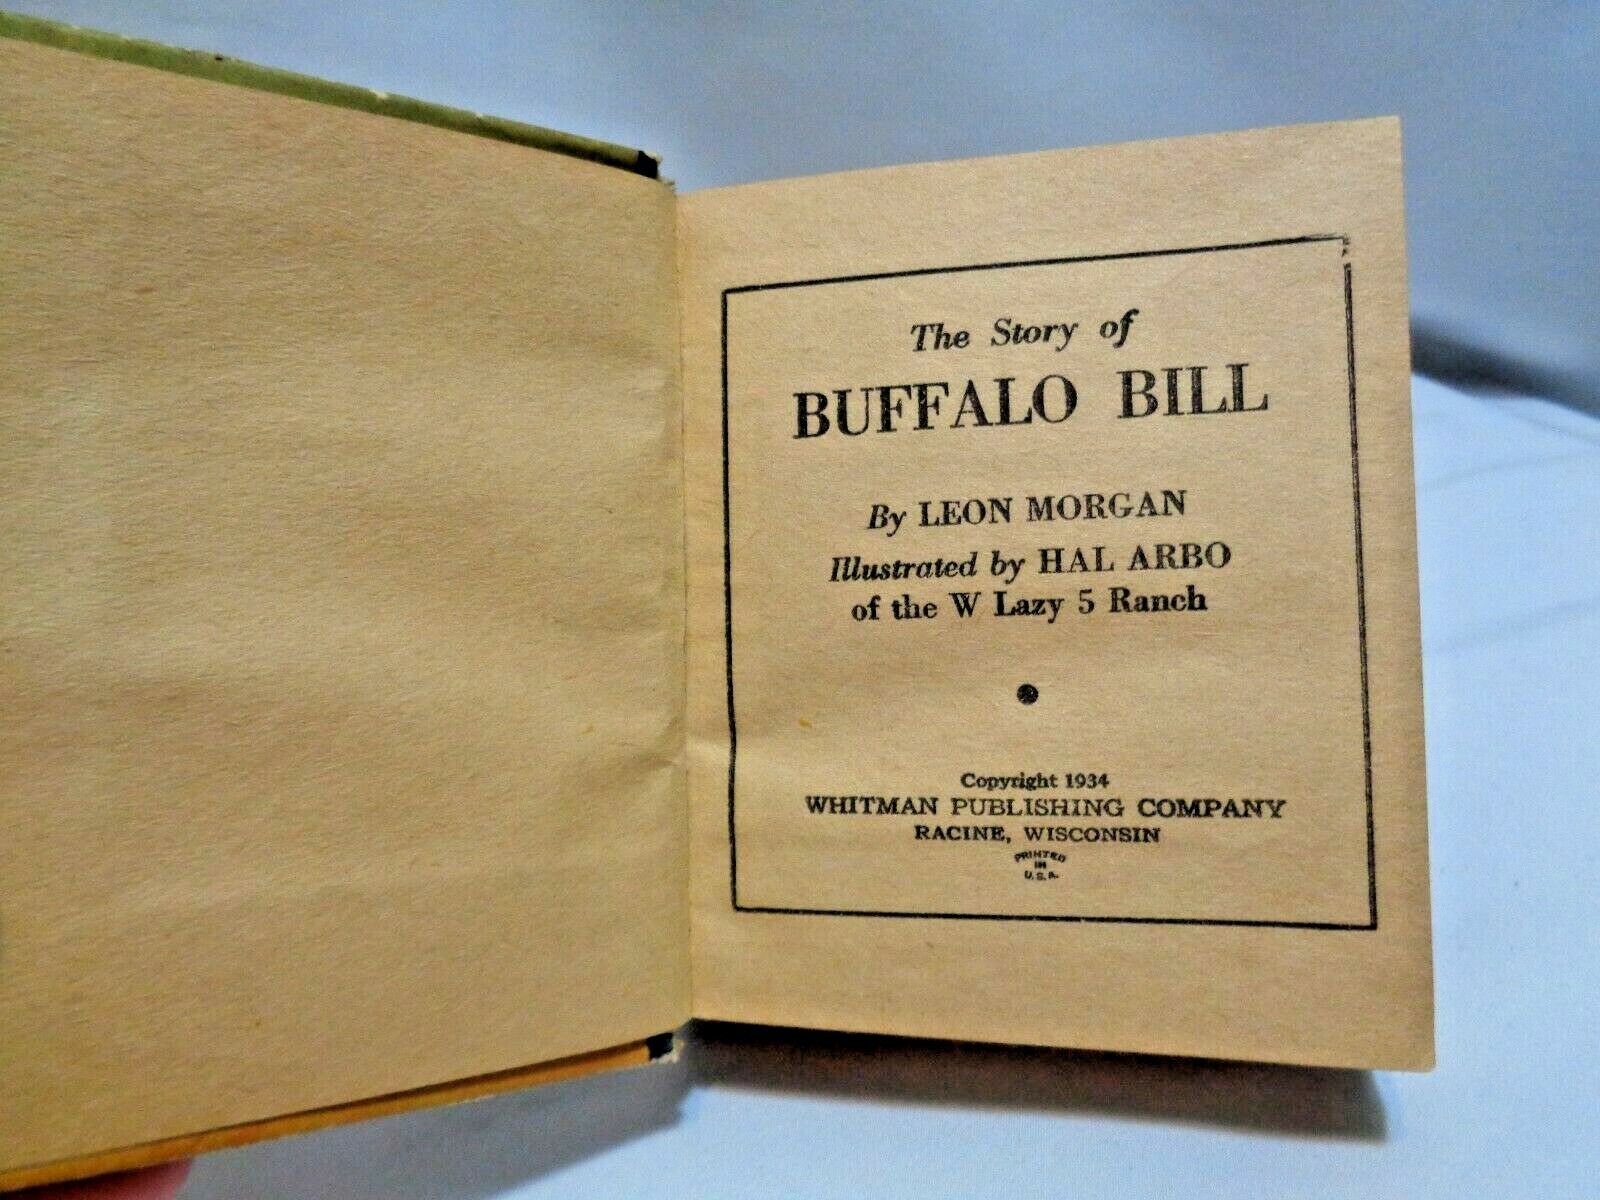 The Story of
BUFFALO BILL
By LEON MORGAN
Illustrated by HAL ARBO
of the W Lazy 5 Ranch
Copyright 1934
WHITMAN PUBLISHING COMPANY
RACINE, WISCONSIN
PRINTED
IN
U.S.A.